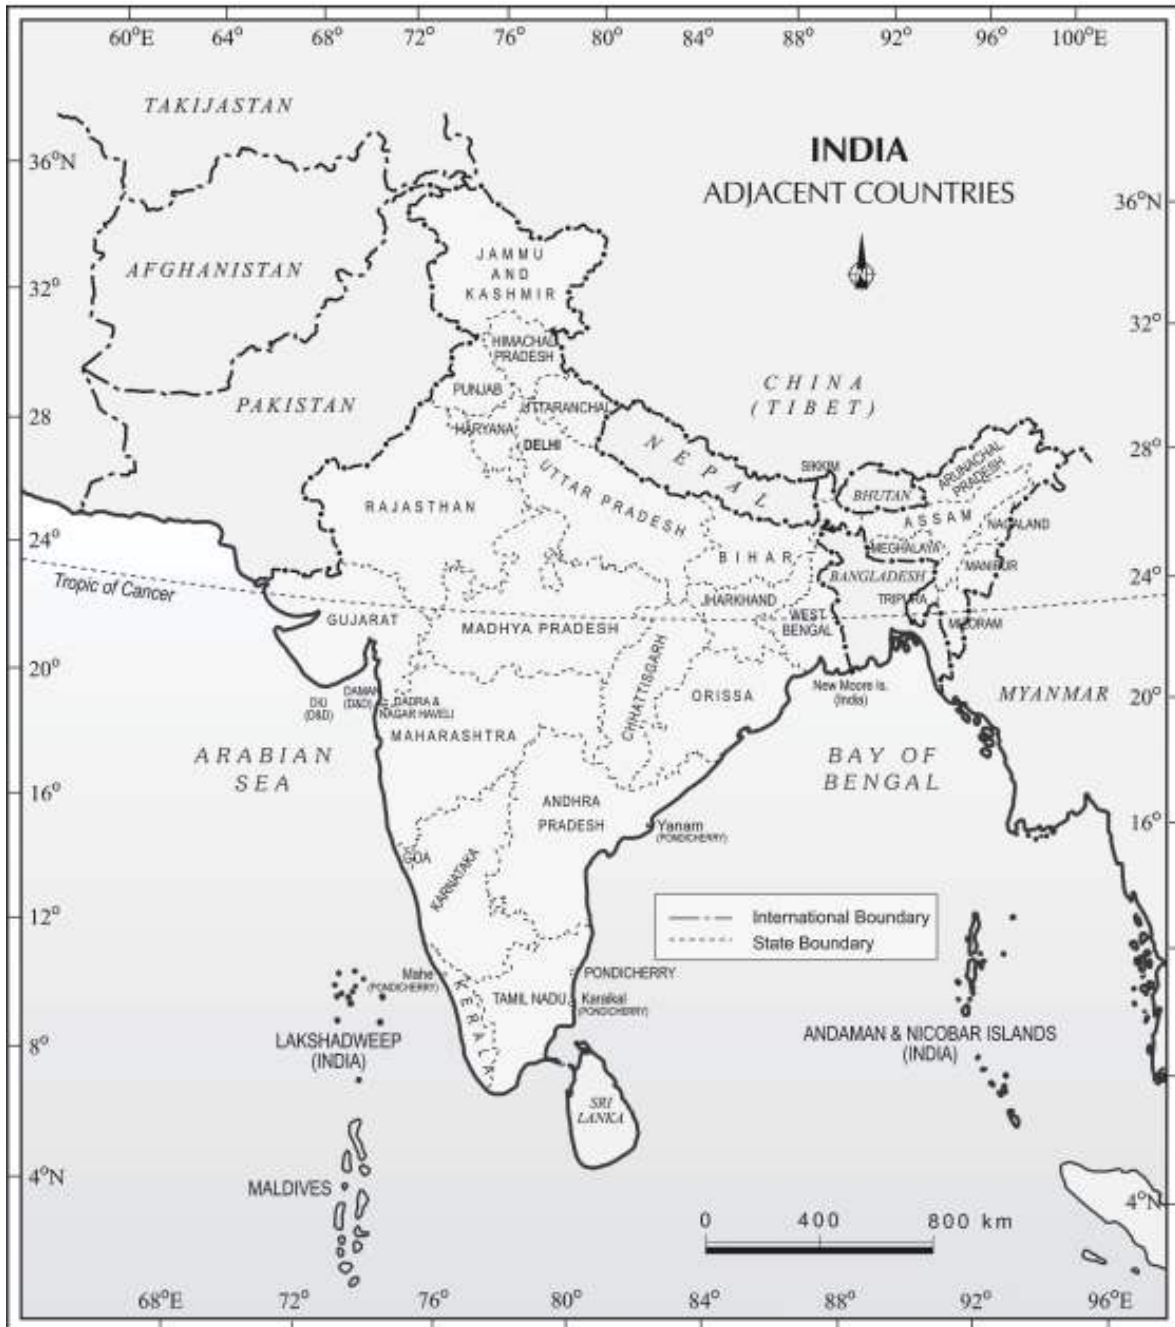 60°E 64° 68° 72° 76° 80° 84° 88° 92° 96° 100°E
TAKIJASTAN
INDIA
ADJACENT COUNTRIES
36°N
36°N
N
AFGHANISTAN
JAMMU
AND
KASHMIR
32°
32°
HIMACHAL
PRADESH
CHINA
(TIBET)
PUNJAB
PAKISTAN
UTTARANCHAL
28°
28°
HARYANA
DELHI
NEPAL
SIKKIM
ARUNACHAL
PRADESH
BHUTAN
UTTAR PRADESH
RAJASTHAN
ASSAM
NAGALAND
24°
24°
BIHAR
MEGHALAYA
MANIPUR
BANGLADESH
Tropic of Cancer
JHARKHAND
TRIPURA
GUJARAT
MADHYA PRADESH
WEST
BENGAL
MIZORAM
20°
20°
CHHATTISGARH
ORISSA
New Moore Is.
(India)
MYANMAR
DIU
(D&D)
DAMAN
(D&D)
DADRA &
NAGAR HAVELI
MAHARASHTRA
ARABIAN
SEA
BAY OF
BENGAL
16°
16°
ANDHRA
PRADESH
Yanam
(PONDICHERRY)
GOA
KARNATAKA
12°
12°
International Boundary
State Boundary
Mahe
(PONDICHERRY)
PONDICHERRY
KERALA
TAMIL NADU
Karaikal
(PONDICHERRY)
LAKSHADWEEP
(INDIA)
ANDAMAN & NICOBAR ISLANDS
(INDIA)
8°
8°
SRI
LANKA
4°N
4°N
MALDIVES
0 400 800 km
68°E 72° 76° 80° 84° 88° 92° 96°E